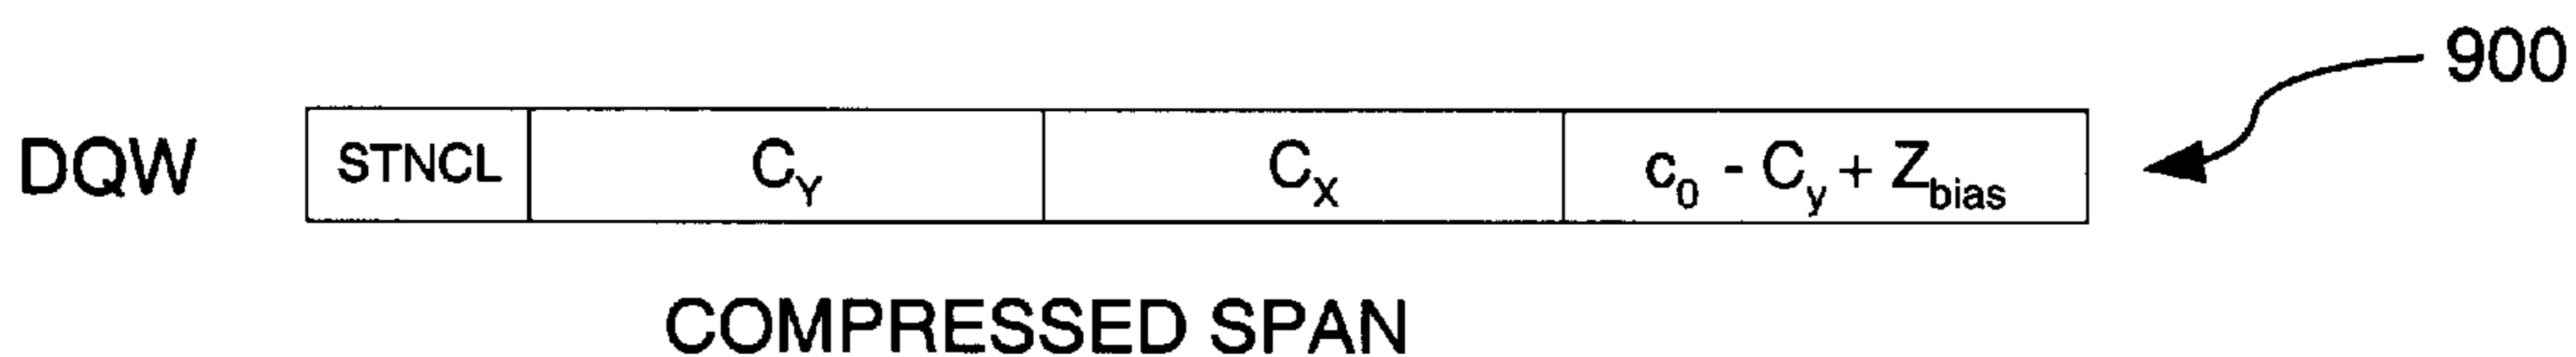 900
DQW STNCL C_Y C_X c_0 - C_y + Z_bias
COMPRESSED SPAN